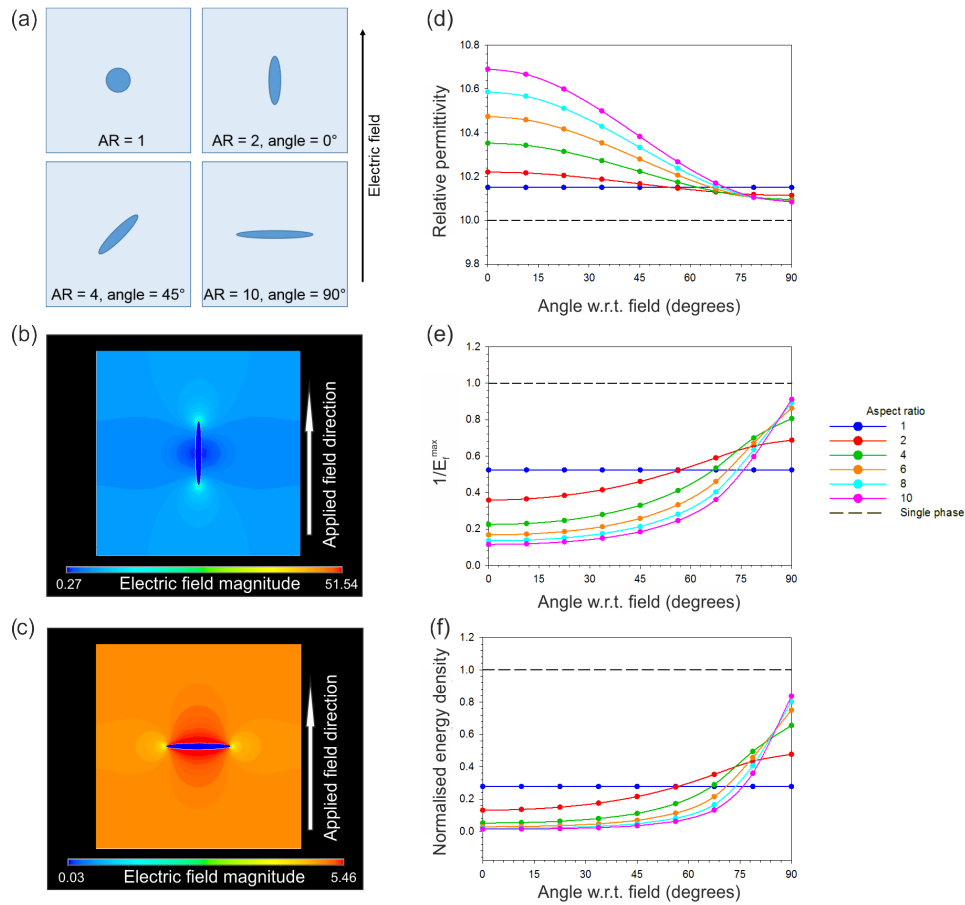 (a)
AR = 1
AR = 2, angle = 0°
AR = 4, angle = 45°
AR = 10, angle = 90°
Electric field
(b)
Applied field direction
0.27
Electric field magnitude
51.54
(c)
Applied field direction
0.03
Electric field magnitude
5.46
(d)
Relative permittivity
10.8
10.6
10.4
10.2
10.0
9.8
0 15 30 45 60 75 90
Angle w.r.t. field (degrees)
(e)
1/E_f^max
1.2
1.0
0.8
0.6
0.4
0.2
0.0
0 15 30 45 60 75 90
Angle w.r.t. field (degrees)
Aspect ratio
1
2
4
6
8
10
Single phase
(f)
Normalised energy density
1.2
1.0
0.8
0.6
0.4
0.2
0.0
0 15 30 45 60 75 90
Angle w.r.t. field (degrees)